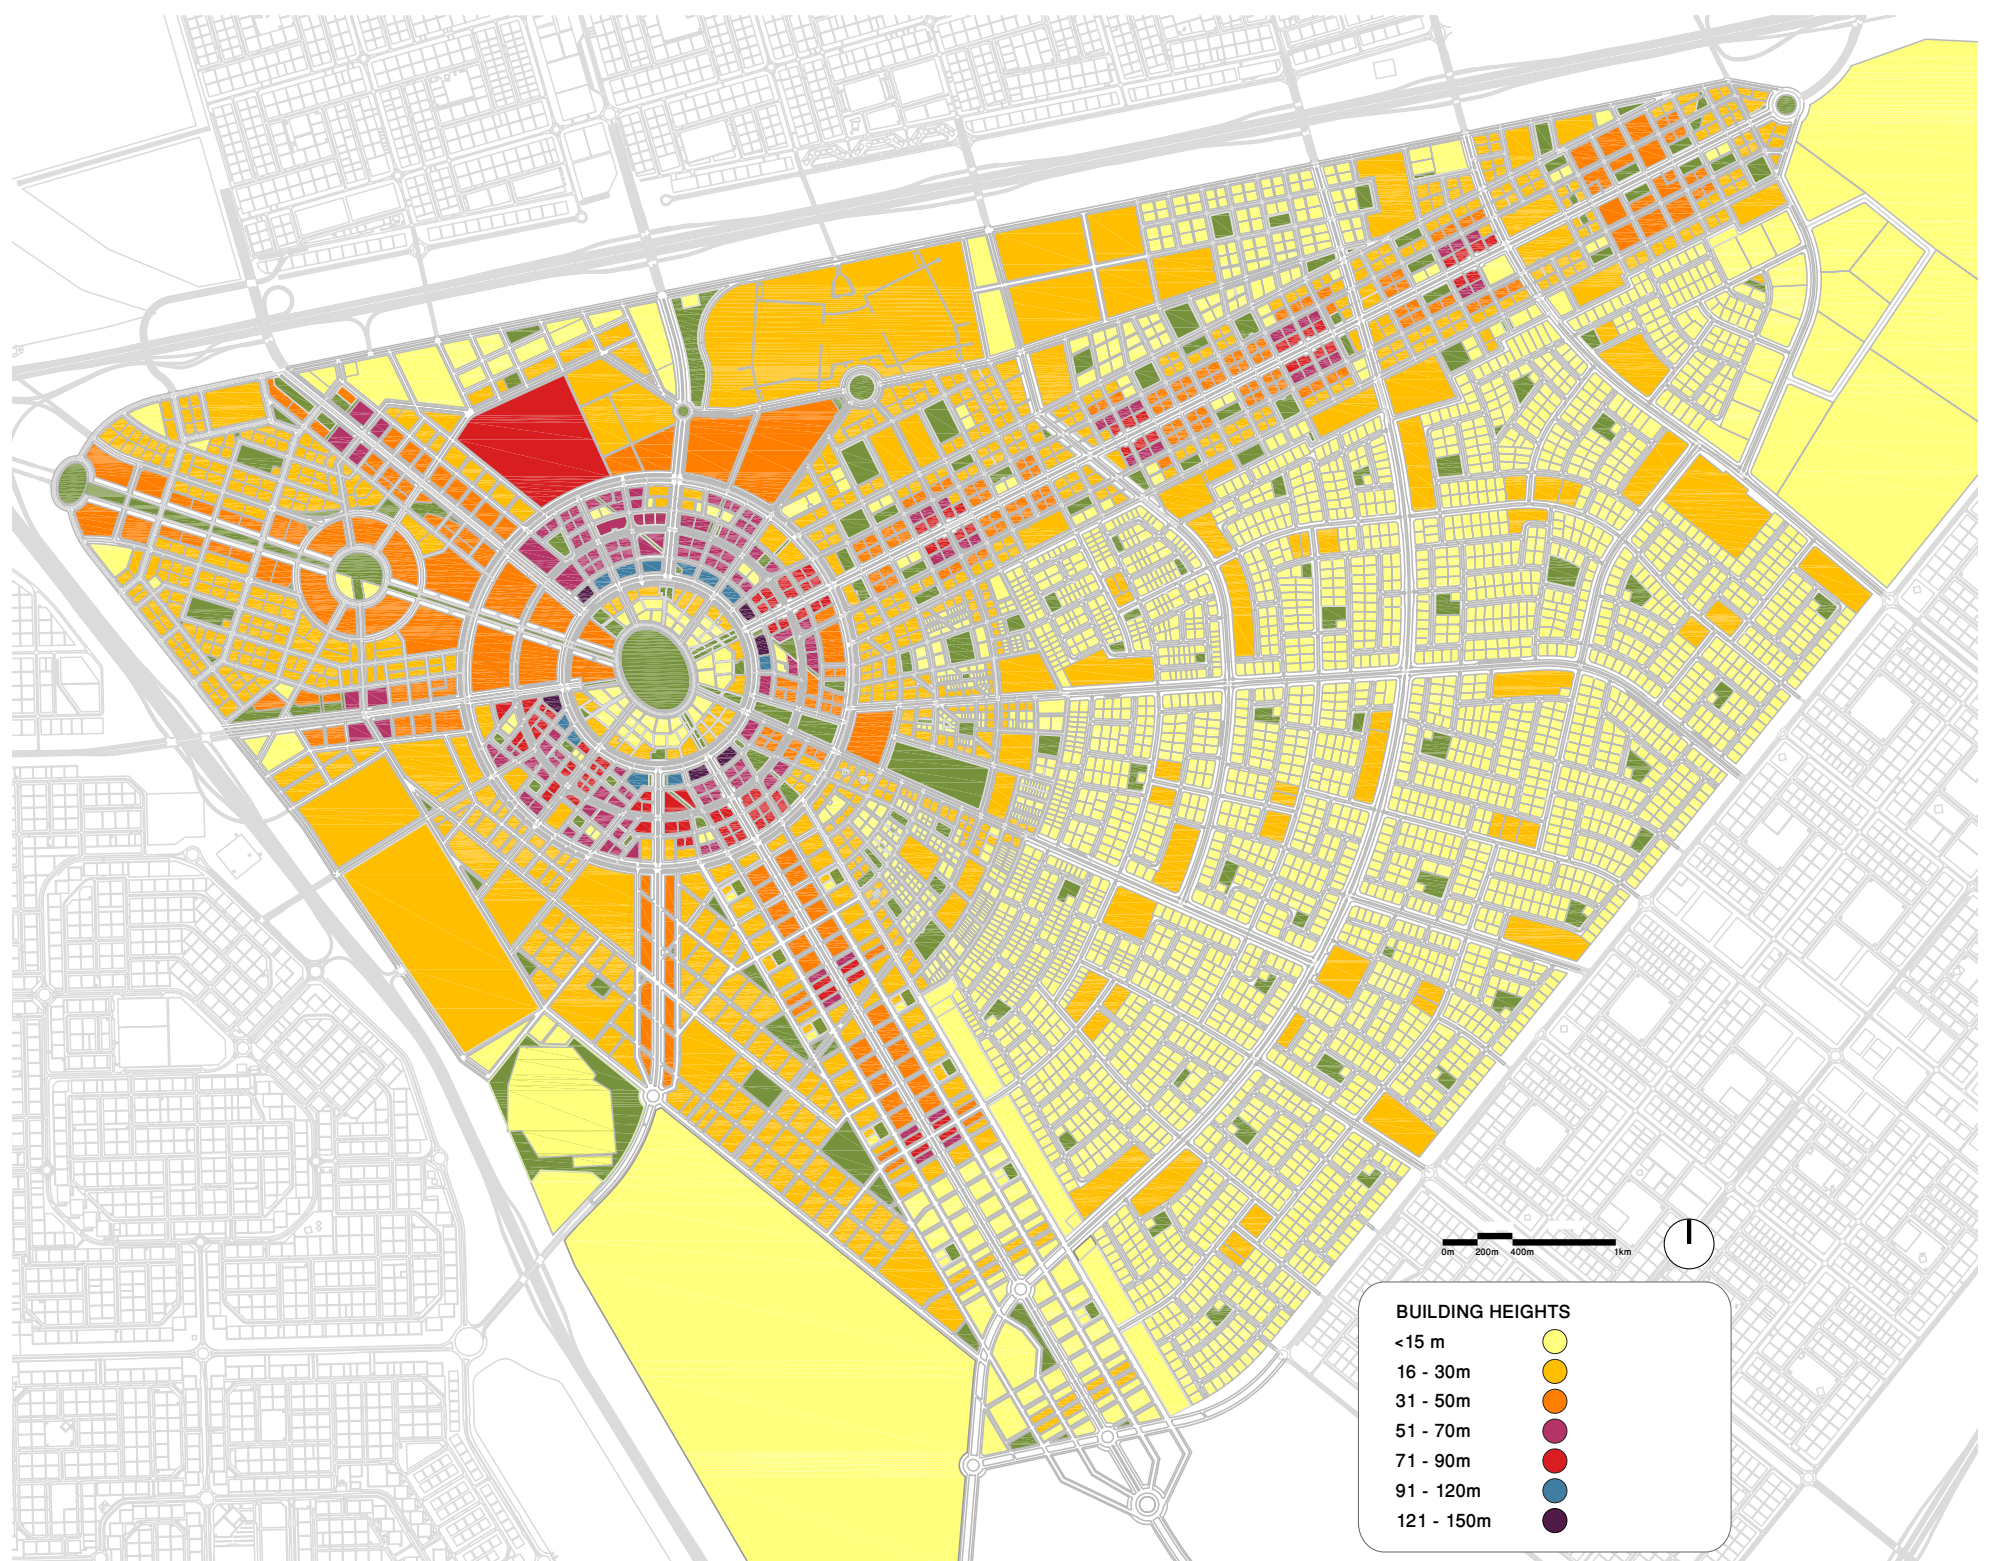 0m 200m 400m 1km
BUILDING HEIGHTS
<15 m
16 - 30m
31 - 50m
51 - 70m
71 - 90m
91 - 120m
121 - 150m